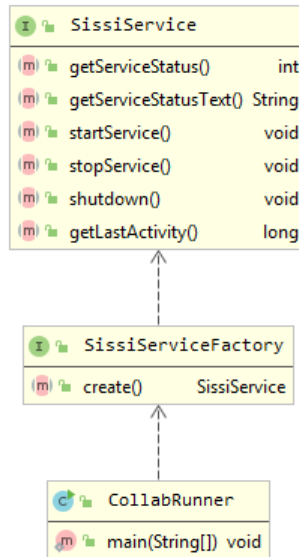 I SissiService
m getServiceStatus() int
m getServiceStatusText() String
m startService() void
m stopService() void
m shutdown() void
m getLastActivity() long
I SissiServiceFactory
m create() SissiService
C CollabRunner
m main(String[]) void